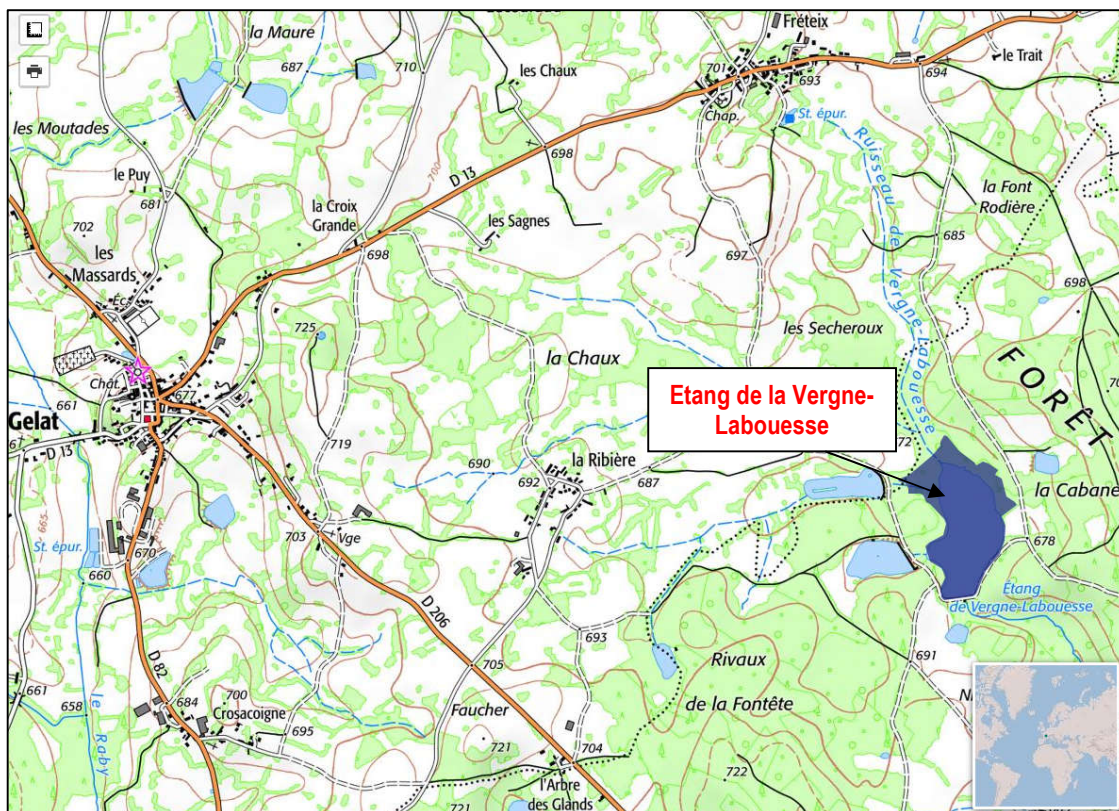 Fréteix
la Maure
687
710
les Chaux
701
693
694
le Trait
Chap.
St. épur.
les Moutades
698
700
D 13
le Puy
681
la Croix
Grande
les Sagnes
la Font
Rodière
702
les
Massards
698
697
685
698
Ruisseau de Vergne-Labouesse
Éc.
725
les Secheroux
la Chaux
FORÊT
Chât.
661
677
Gelat
D 13
Etang de la Vergne-
Labouesse
719
72
690
la Ribière
692
687
la Cabane
665
703
Vge
678
St. épur.
670
660
Étang
de Vergne-Labouesse
D 206
693
D 82
691
Rivaux
de la Fontête
705
661
658
684
700
Crosacoigne
695
Faucher
le Raby
721
704
722
l'Arbre
des Glands
721